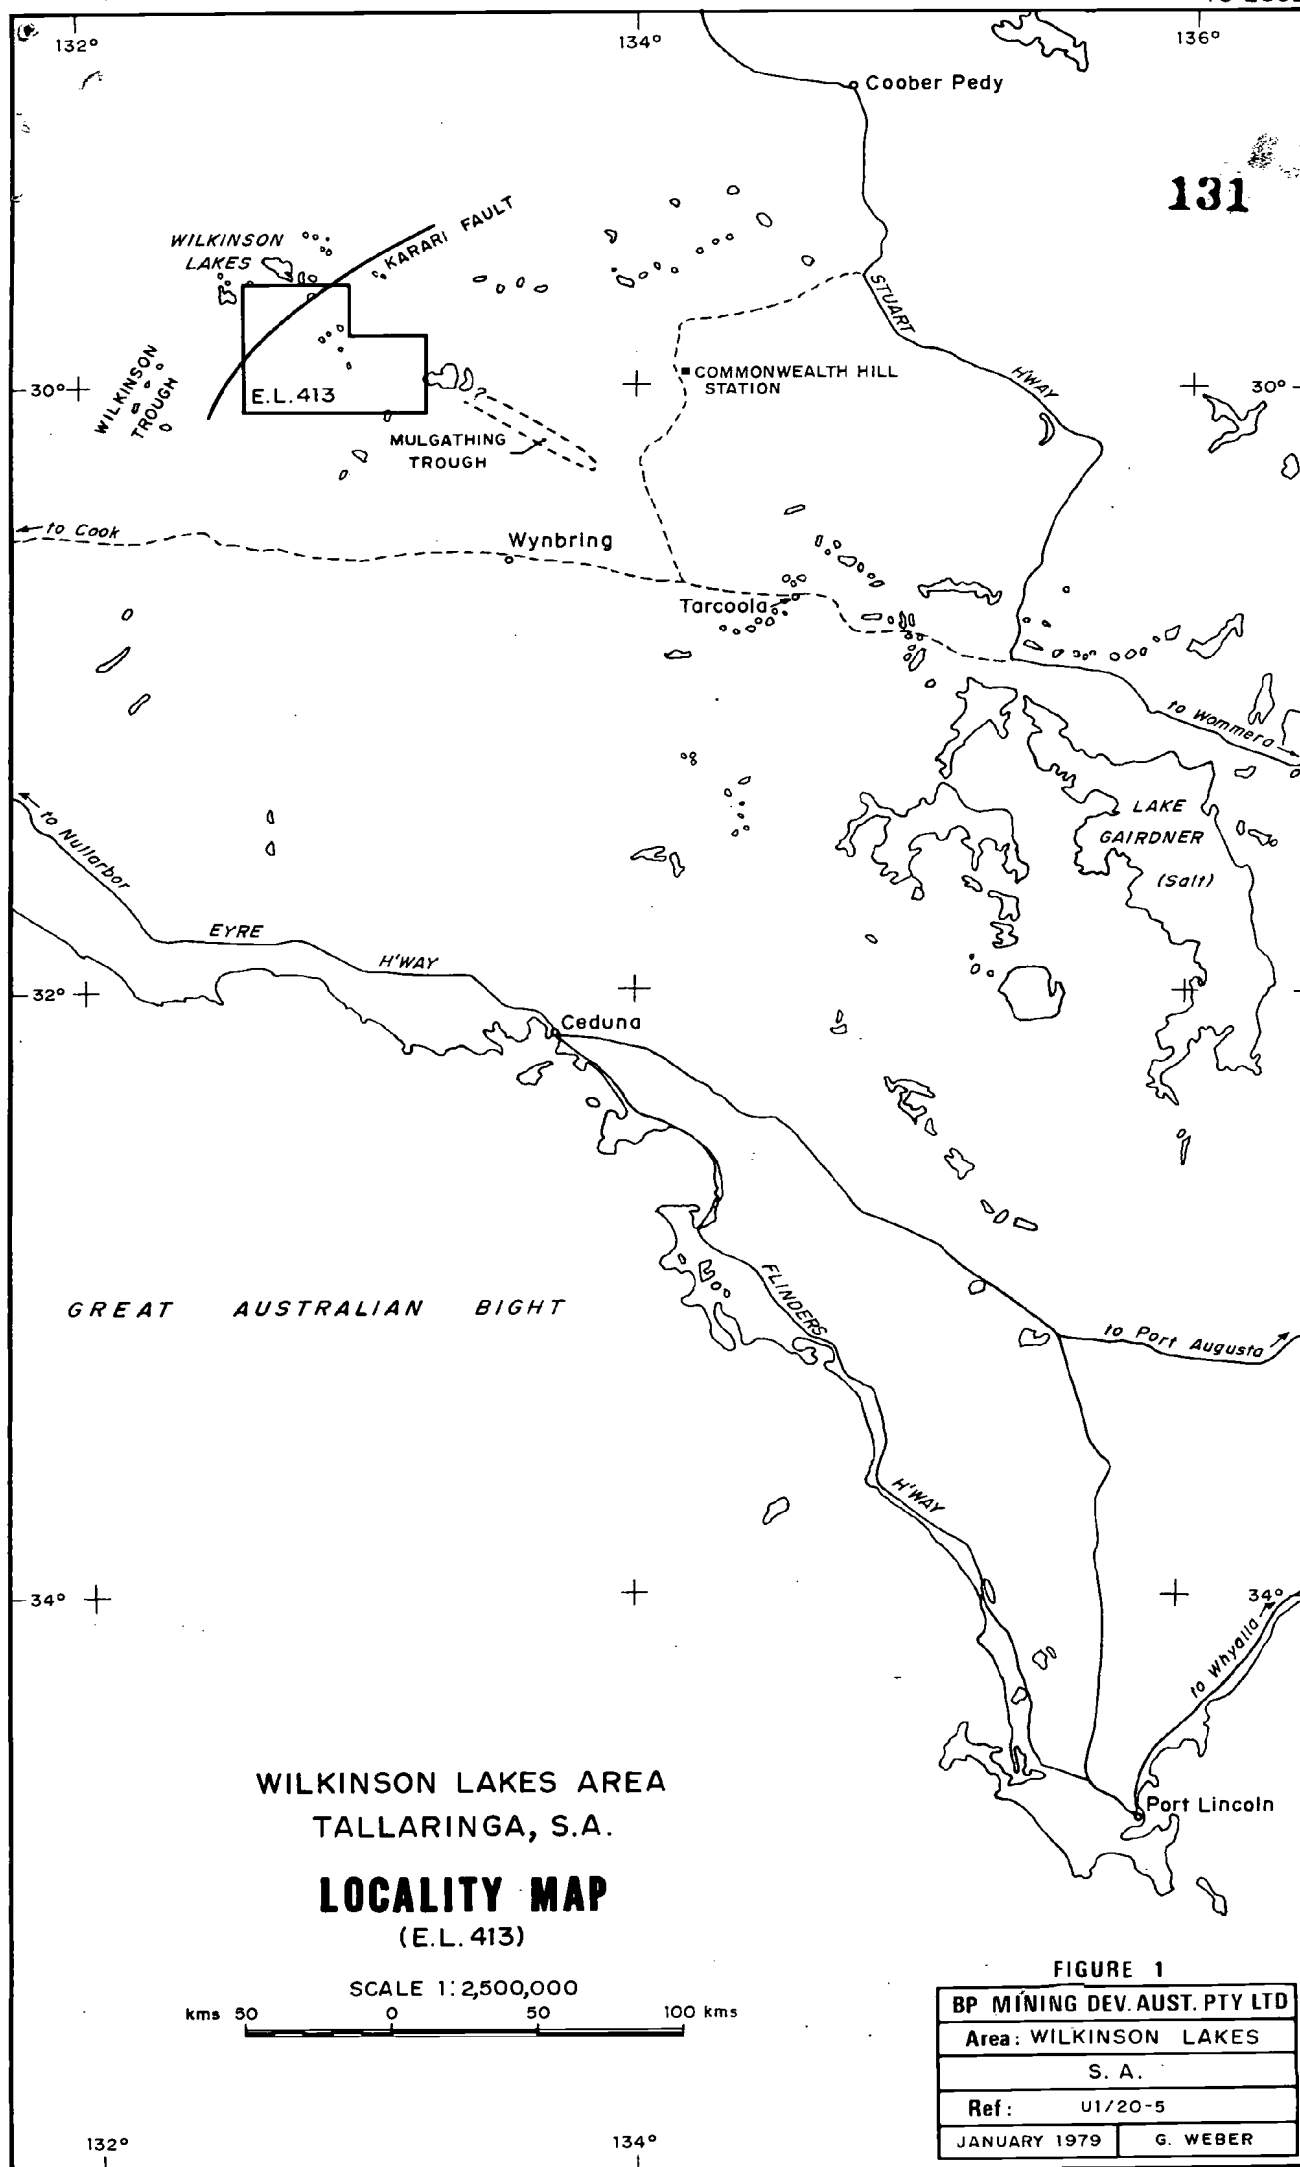 132°
134°
136°
Coober Pedy
131
WILKINSON
LAKES
KARARI FAULT
STUART
H'WAY
COMMONWEALTH HILL
STATION
30°
30°
E.L. 413
WILKINSON
TROUGH
?
MULGATHING
TROUGH
to Cook
Wynbring
Tarcoola
to Wommera
to Nullarbor
LAKE
GAIRDNER
(Salt)
EYRE
H'WAY
32°
Ceduna
GREAT AUSTRALIAN BIGHT
FLINDERS
to Port Augusta
H'WAY
34°
34°
to Whyalla
Port Lincoln
WILKINSON LAKES AREA
TALLARINGA, S.A.
LOCALITY MAP
(E.L. 413)
SCALE 1:2,500,000
kms 50 0 50 100 kms
FIGURE 1
BP MINING DEV. AUST. PTY LTD
Area: WILKINSON LAKES
S. A.
Ref: U1/20-5
JANUARY 1979 G. WEBER
132°
134°